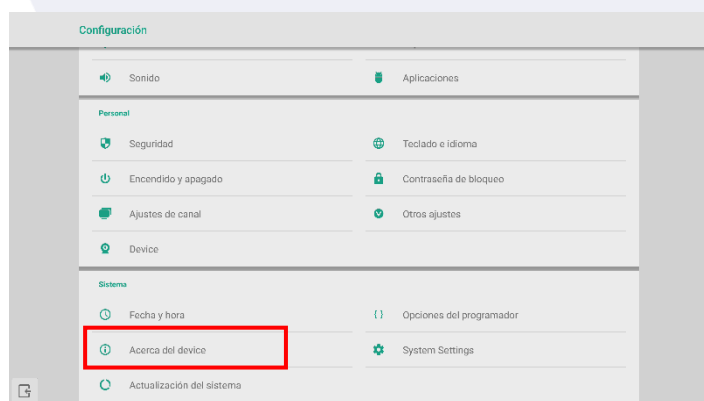 Configuración
Sonido
Aplicaciones
Personal
Seguridad
Teclado e idioma
Encendido y apagado
Contraseña de bloqueo
Ajustes de canal
Otros ajustes
Device
Sistema
Fecha y hora
{ } Opciones del programador
Acerca del device
System Settings
Actualización del sistema